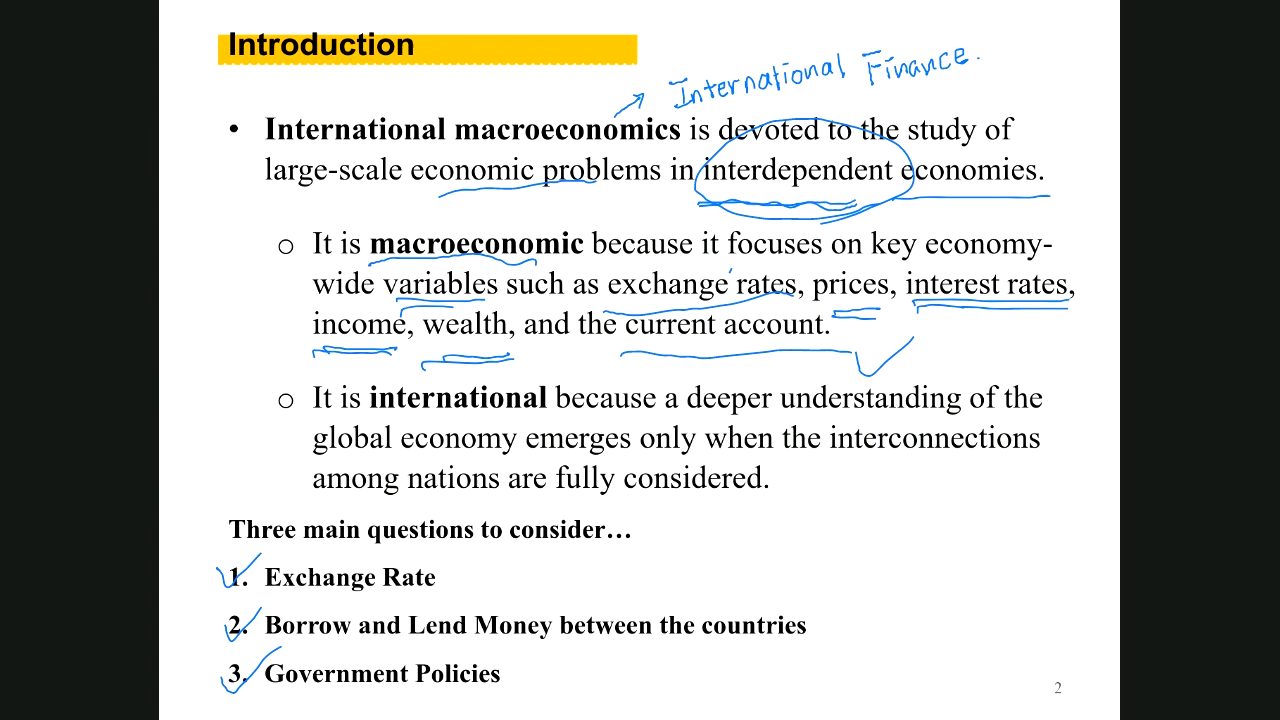 Introduction
International Finance.
• International macroeconomics is devoted to the study of
large-scale economic problems in interdependent economies.
o It is macroeconomic because it focuses on key economy-
wide variables such as exchange rates, prices, interest rates,
income, wealth, and the current account.
o It is international because a deeper understanding of the
global economy emerges only when the interconnections
among nations are fully considered.
Three main questions to consider…
1. Exchange Rate
2. Borrow and Lend Money between the countries
3. Government Policies
2